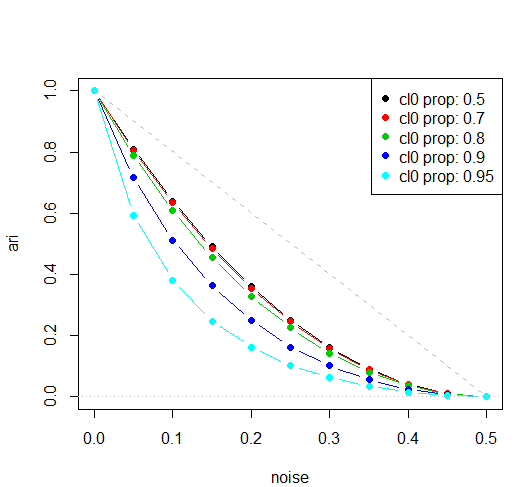 cl0 prop: 0.5
cl0 prop: 0.7
cl0 prop: 0.8
cl0 prop: 0.9
cl0 prop: 0.95
1.0
0.8
0.6
0.4
0.2
0.0
ari
0.0 0.1 0.2 0.3 0.4 0.5
noise